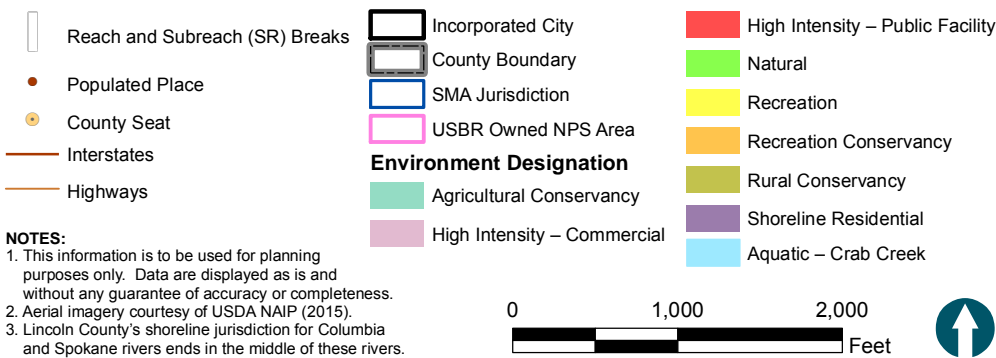 Reach and Subreach (SR) Breaks
Populated Place
County Seat
Interstates
Highways
NOTES:
1. This information is to be used for planning
purposes only. Data are displayed as is and
without any guarantee of accuracy or completeness.
2. Aerial imagery courtesy of USDA NAIP (2015).
3. Lincoln County's shoreline jurisdiction for Columbia
and Spokane rivers ends in the middle of these rivers.
Incorporated City
County Boundary
SMA Jurisdiction
USBR Owned NPS Area
Environment Designation
Agricultural Conservancy
High Intensity – Commercial
High Intensity – Public Facility
Natural
Recreation
Recreation Conservancy
Rural Conservancy
Shoreline Residential
Aquatic – Crab Creek
0 1,000 2,000
Feet